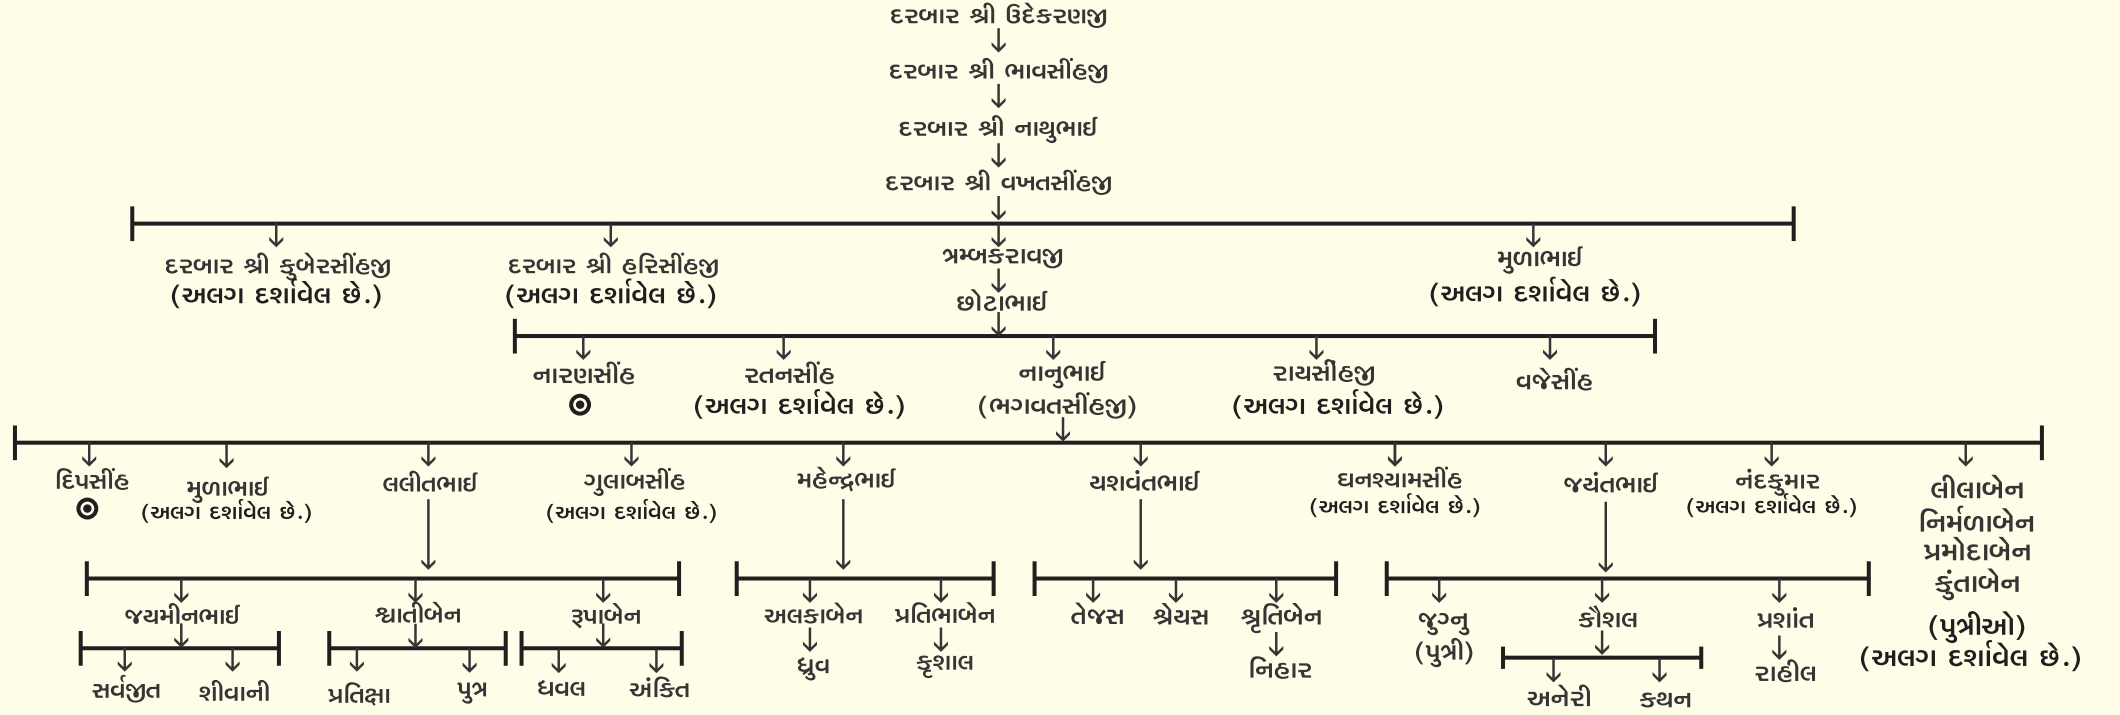 દરબાર શ્રી ઉદેકરણજી
દરબાર શ્રી ભાવસીંહજી
દરબાર શ્રી નાથુભાઈ
દરબાર શ્રી વખતસીંહજી
દરબાર શ્રી કુબેરસીંહજી દરબાર શ્રી હરિસીંહજી ત્રમ્બકરાવજી મુળાભાઈ
(અલગ દર્શાવેલ છે.) (અલગ દર્શાવેલ છે.) (અલગ દર્શાવેલ છે.)
છોટાભાઈ
નારણસીંહ રતનસીંહ નાનુભાઈ રાયસીંહજી વજેસીંહ
(અલગ દર્શાવેલ છે.) (ભગવતસીંહજી) (અલગ દર્શાવેલ છે.)
દિપસીંહ મુળાભાઈ લલીતભાઈ ગુલાબસીંહ મહેન્દ્રભાઈ યશવંતભાઈ ઘનશ્યામસીંહ જયંતભાઈ નંદકુમાર લીલાબેન
(અલગ દર્શાવેલ છે.) (અલગ દર્શાવેલ છે.) (અલગ દર્શાવેલ છે.) (અલગ દર્શાવેલ છે.)
નિર્મળાબેન
પ્રમોદાબેન
કુંતાબેન
(પુત્રીઓ)
(અલગ દર્શાવેલ છે.)
જયમીનભાઈ શ્વાતીબેન રૂપાબેન અલકાબેન પ્રતિભાબેન તેજસ શ્રેયસ શ્રૃતિબેન જુગ્નુ કૌશલ પ્રશાંત
(પુત્રી)
ધ્રુવ કૃશાલ નિહાર રાહીલ
સર્વજીત શીવાની પ્રતિક્ષા પુત્ર ધવલ અંકિત અનેરી કથન